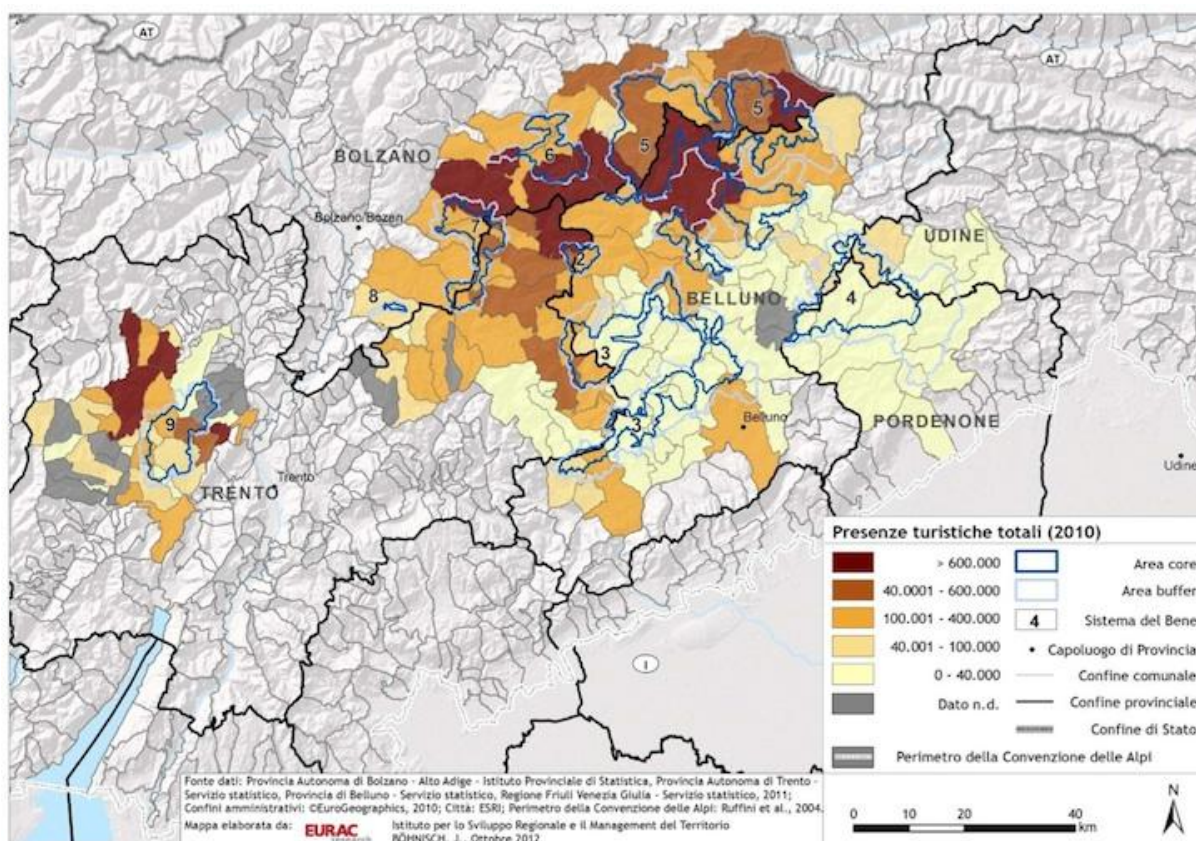 AT
AT
5
5
BOLZANO
6
Bolzano/Bozen
7
UDINE
2
1
8
BELLUNO
4
3
9
3
Belluno
PORDENONE
TRENTO
Trento
Udine
I
Presenze turistiche totali (2010)
> 600.000 Area core
40.0001 - 600.000 Area buffer
100.001 - 400.000 4 Sistema del Bene
40.001 - 100.000 Capoluogo di Provincia
0 - 40.000 Confine comunale
Dato n.d. Confine provinciale
Confine di Stato
Perimetro della Convenzione delle Alpi
Fonte dati: Provincia Autonoma di Bolzano - Alto Adige - Istituto Provinciale di Statistica, Provincia Autonoma di Trento -
Servizio statistico, Provincia di Belluno - Servizio statistico, Regione Friuli Venezia Giulia - Servizio statistico, 2011;
Confini amministrativi: ©EuroGeographics, 2010; Città: ESRI; Perimetro della Convenzione delle Alpi: Ruffini et al., 2004.
Mappa elaborata da: EURAC Istituto per lo Sviluppo Regionale e il Management del Territorio
BÖHNISCH, J., Ottobre 2012
N
0 10 20 40
km